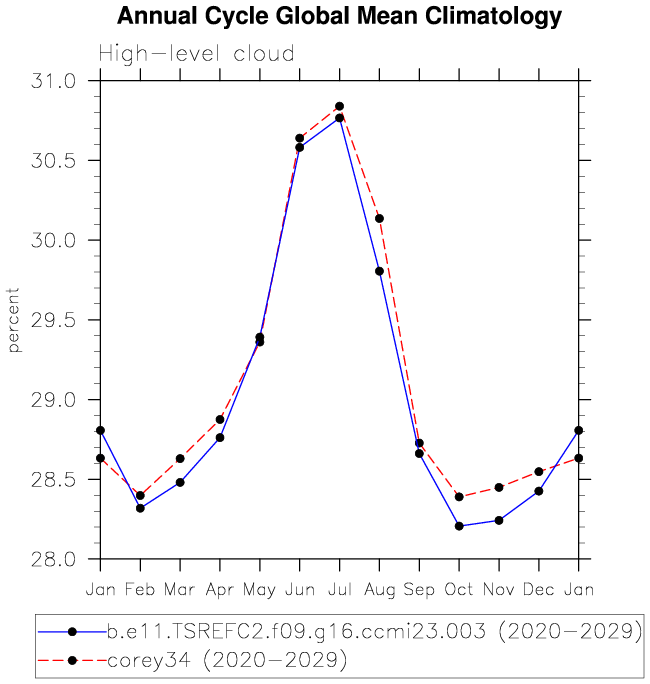 Annual Cycle Global Mean Climatology
High-level cloud
31.0
30.5
30.0
29.5
29.0
28.5
28.0
percent
Jan Feb Mar Apr May Jun Jul Aug Sep Oct Nov Dec Jan
b.e11.TSREFC2.f09.g16.ccmi23.003 (2020-2029)
corey34 (2020-2029)